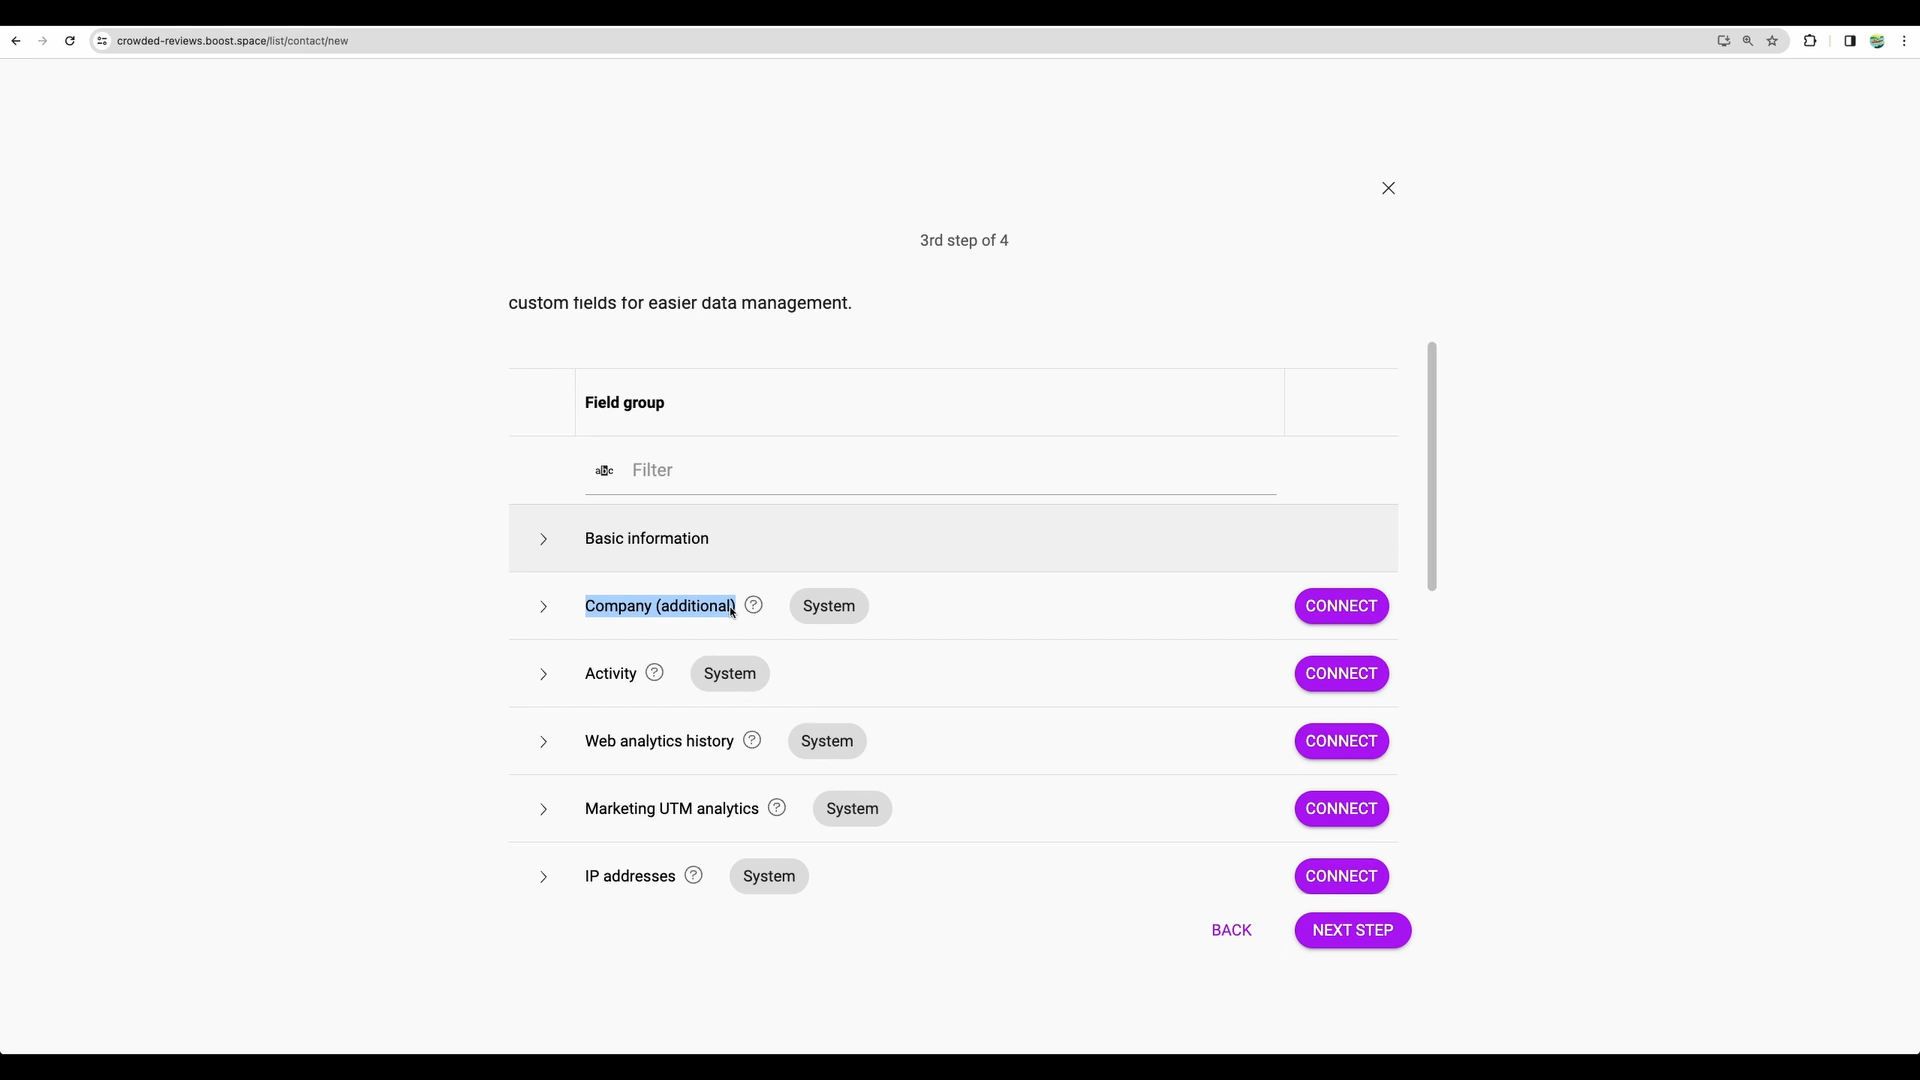 crowded-reviews.boost.space/list/contact/new
3rd step of 4
custom fields for easier data management.
Field group
abc Filter
Basic information
Company (additional) ? System CONNECT
Activity ? System CONNECT
Web analytics history ? System CONNECT
Marketing UTM analytics ? System CONNECT
IP addresses ? System CONNECT
BACK NEXT STEP